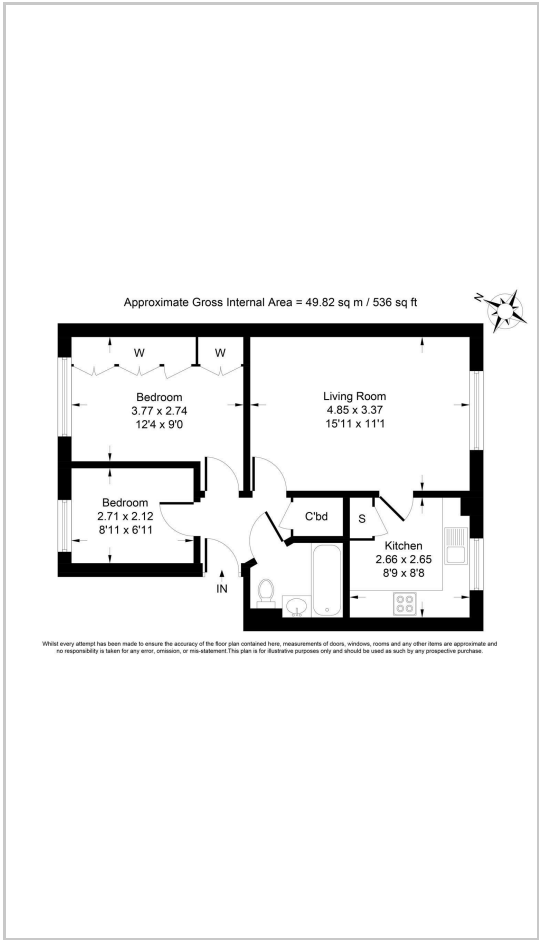 Approximate Gross Internal Area = 49.82 sq m / 536 sq ft
N
W
W
Bedroom
3.77 x 2.74
12'4 x 9'0
Living Room
4.85 x 3.37
15'11 x 11'1
Bedroom
2.71 x 2.12
8'11 x 6'11
C'bd
S
Kitchen
2.66 x 2.65
8'9 x 8'8
IN
Whilst every attempt has been made to ensure the accuracy of the floor plan contained here, measurements of doors, windows, rooms and any other items are approximate and
no responsibility is taken for any error, omission, or mis-statement.This plan is for illustrative purposes only and should be used as such by any prospective purchase.